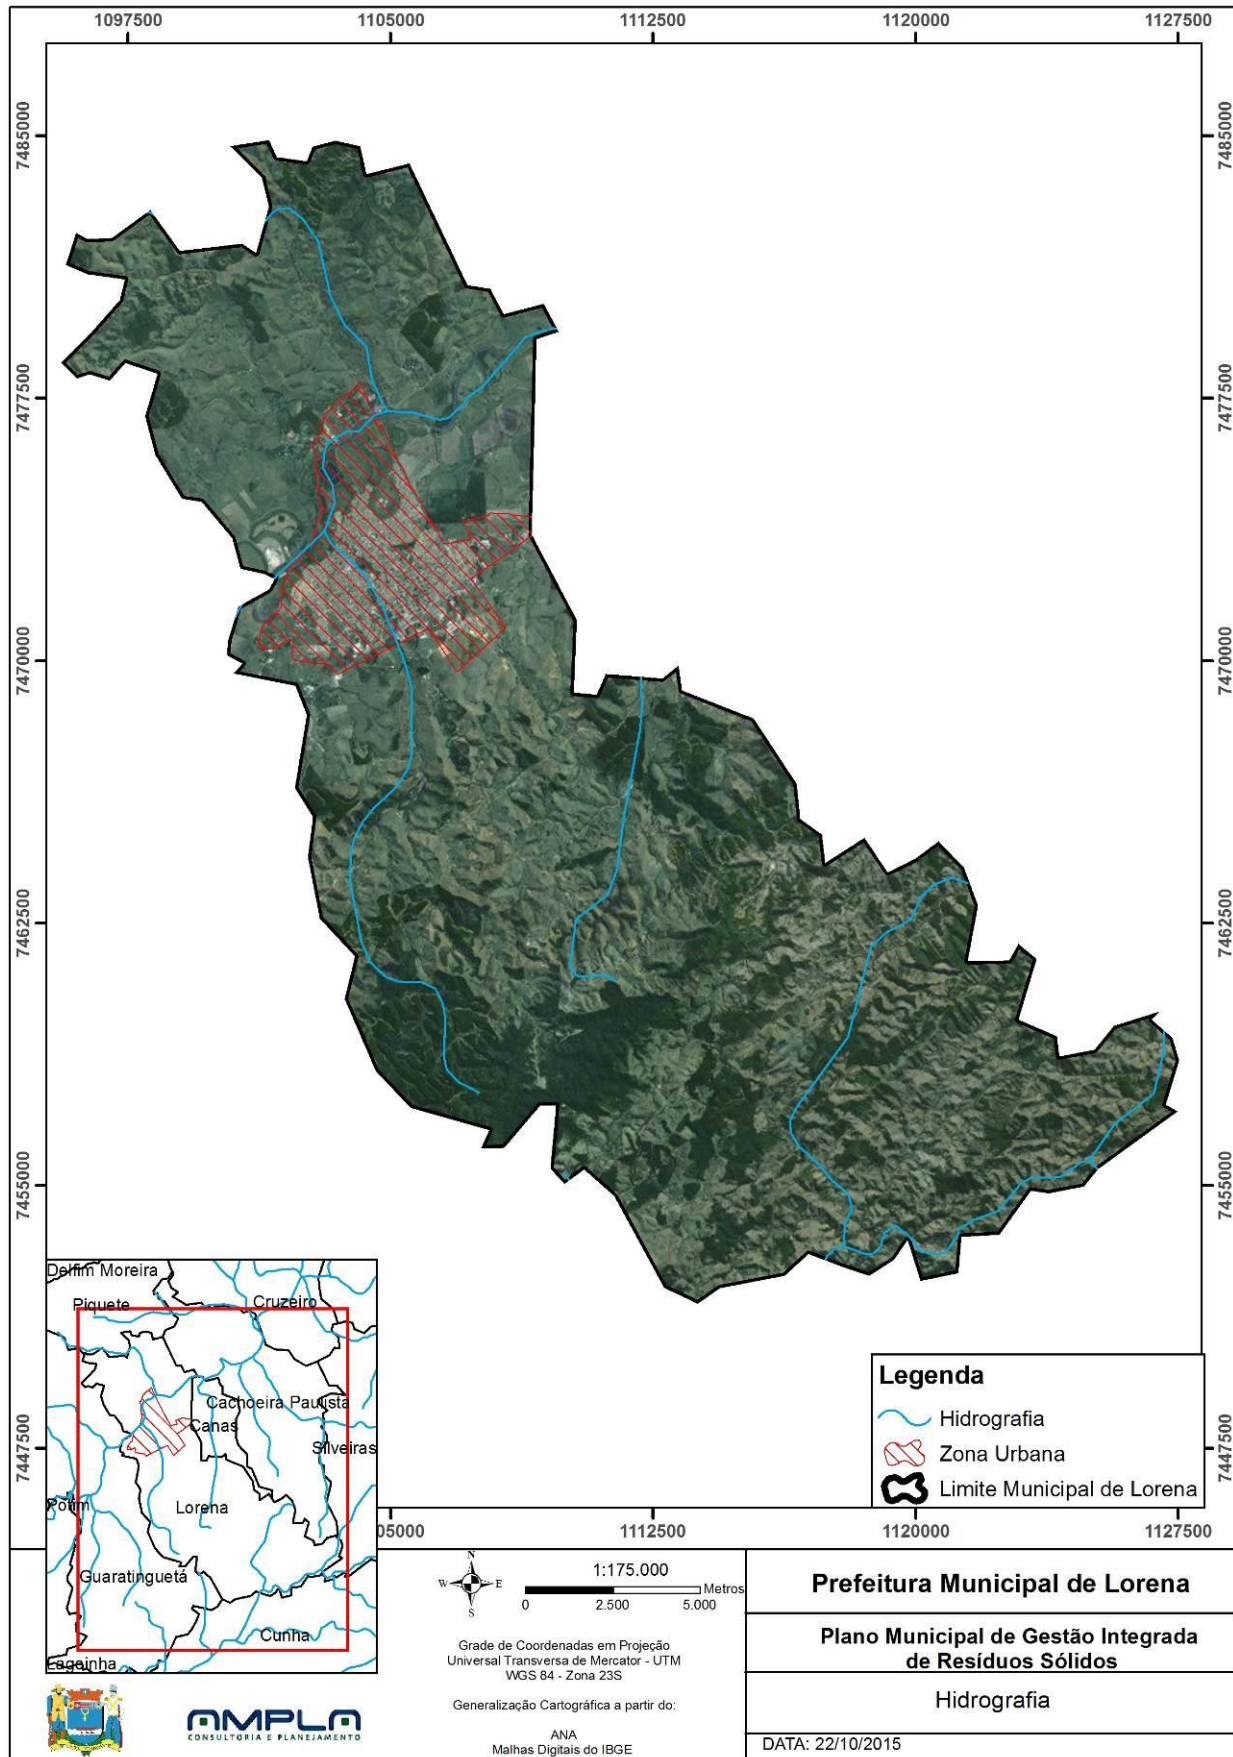 1097500 1105000 1112500 1120000 1127500
7485000 7485000
7477500 7477500
7470000 7470000
7462500 7462500
7455000 7455000
7447500 7447500
Delfim Moreira
Piquete Cruzeiro
Cachoeira Paulista
Canas
Silveiras
Potim
Lorena
Guaratinguetá
Cunha
Lagoinha
Legenda
Hidrografia
Zona Urbana
Limite Municipal de Lorena
05000 1112500 1120000 1127500
N
W E
S
1:175.000
Metros
0 2.500 5.000
Grade de Coordenadas em Projeção
Universal Transversa de Mercator - UTM
WGS 84 - Zona 23S
Generalização Cartográfica a partir do:
ANA
Malhas Digitais do IBGE
AMPLA
CONSULTORIA E PLANEJAMENTO
Prefeitura Municipal de Lorena
Plano Municipal de Gestão Integrada
de Resíduos Sólidos
Hidrografia
DATA: 22/10/2015